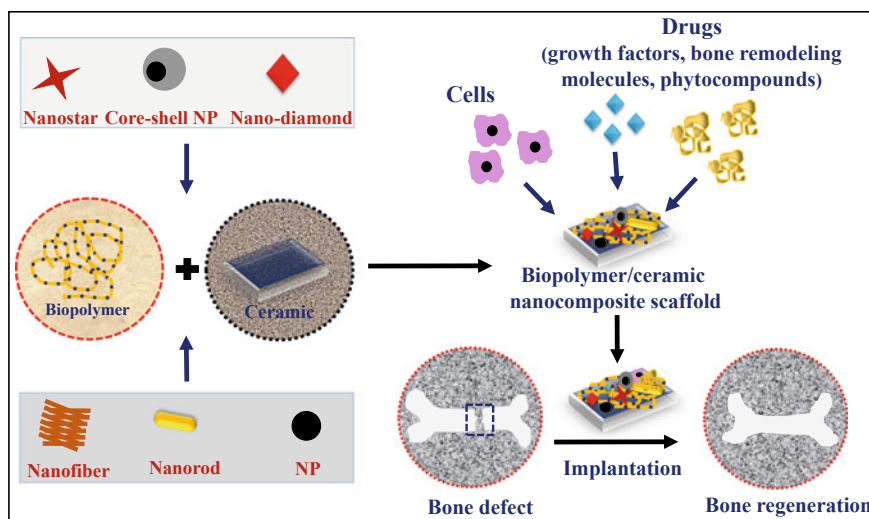 Drugs
(growth factors, bone remodeling
molecules, phytocompounds)
Cells
Nanostar Core-shell NP Nano-diamond
Biopolymer
Ceramic
Biopolymer/ceramic
nanocomposite scaffold
Nanofiber Nanorod NP
Implantation
Bone defect
Bone regeneration